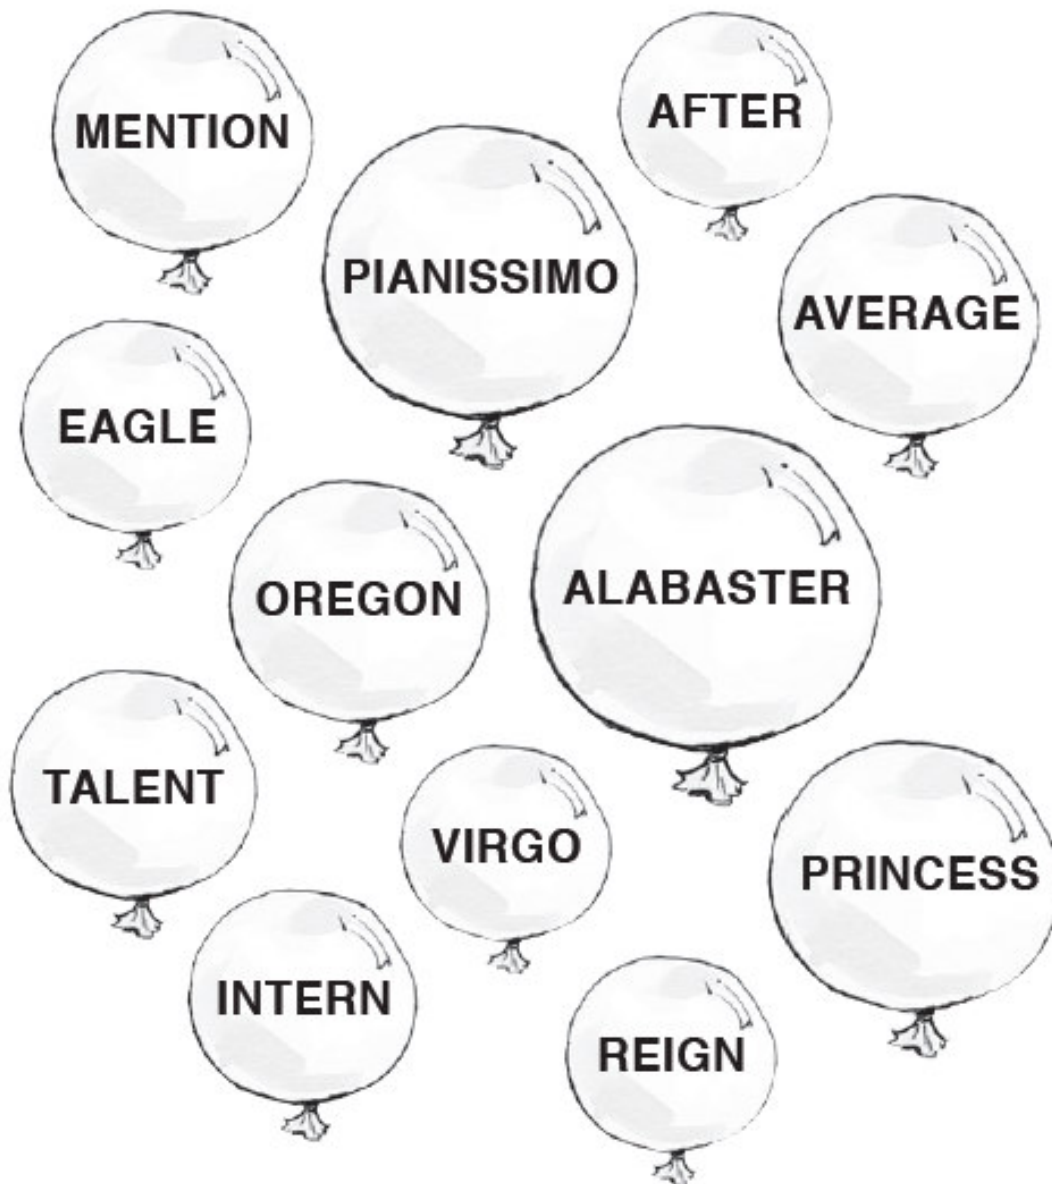 MENTION
AFTER
PIANISSIMO
AVERAGE
EAGLE
OREGON
ALABASTER
TALENT
VIRGO
PRINCESS
INTERN
REIGN